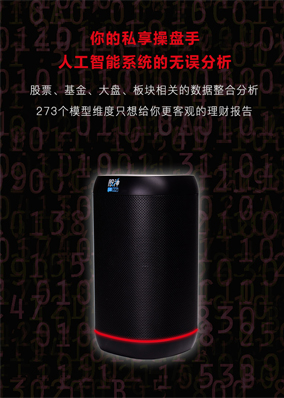 你的私享操盘手
人工智能系统的无误分析
股票、基金、大盘、板块相关的数据整合分析
273个模型维度只想给你更客观的理财报告